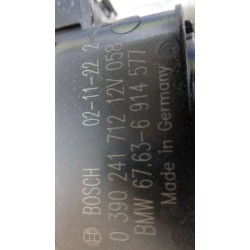 BOSCH 02-11-22 2
0 390 241 712 12V 058
BMW 67.63-6 914 577
Made in Germany